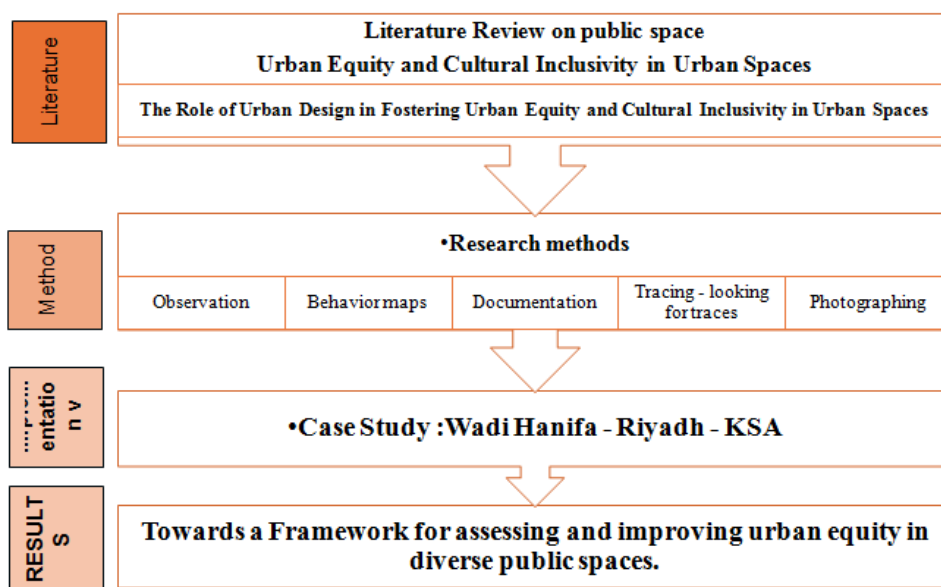 Literature
Literature Review on public space
Urban Equity and Cultural Inclusivity in Urban Spaces
The Role of Urban Design in Fostering Urban Equity and Cultural Inclusivity in Urban Spaces
Method
•Research methods
Observation
Behavior maps
Documentation
Tracing - looking
for traces
Photographing
entatio
n v
•Case Study :Wadi Hanifa - Riyadh - KSA
RESULT
S
Towards a Framework for assessing and improving urban equity in
diverse public spaces.